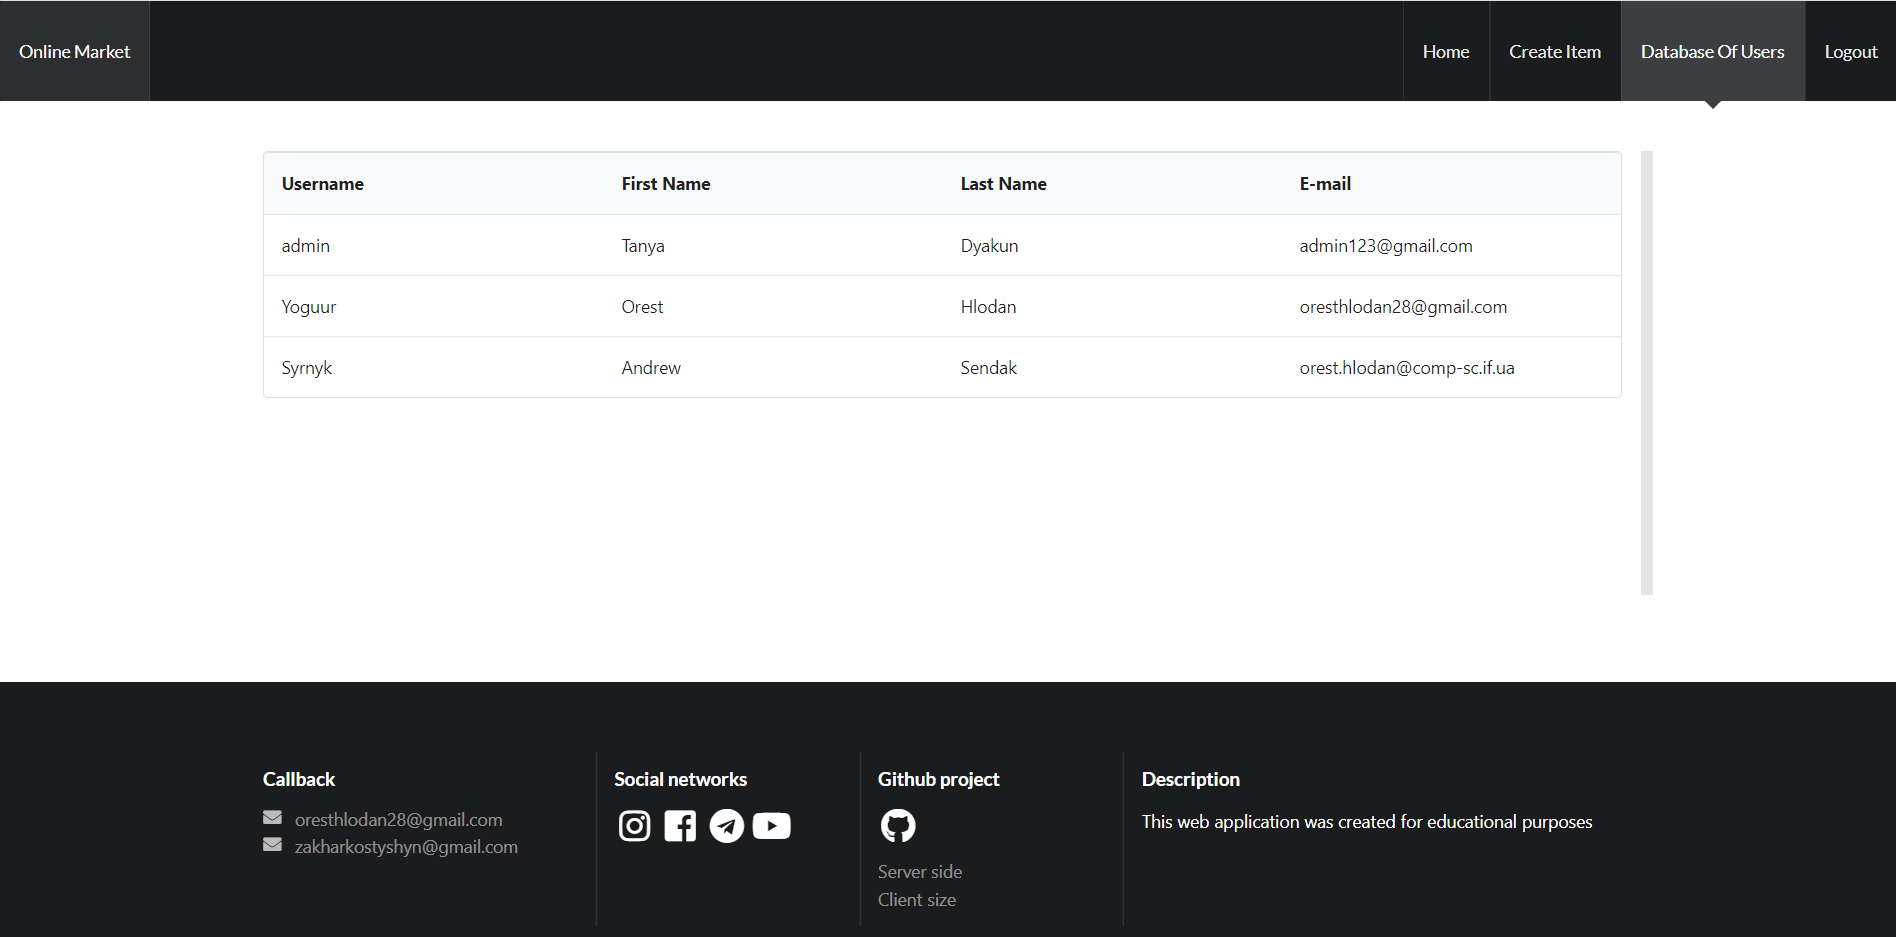 Online Market Home Create Item Database Of Users Logout
Username First Name Last Name E-mail
admin Tanya Dyakun admin123@gmail.com
Yoguur Orest Hlodan oresthlodan28@gmail.com
Syrnyk Andrew Sendak orest.hlodan@comp-sc.if.ua
Callback
oresthlodan28@gmail.com
zakharkostyshyn@gmail.com
Social networks
Github project
Server side
Client size
Description
This web application was created for educational purposes